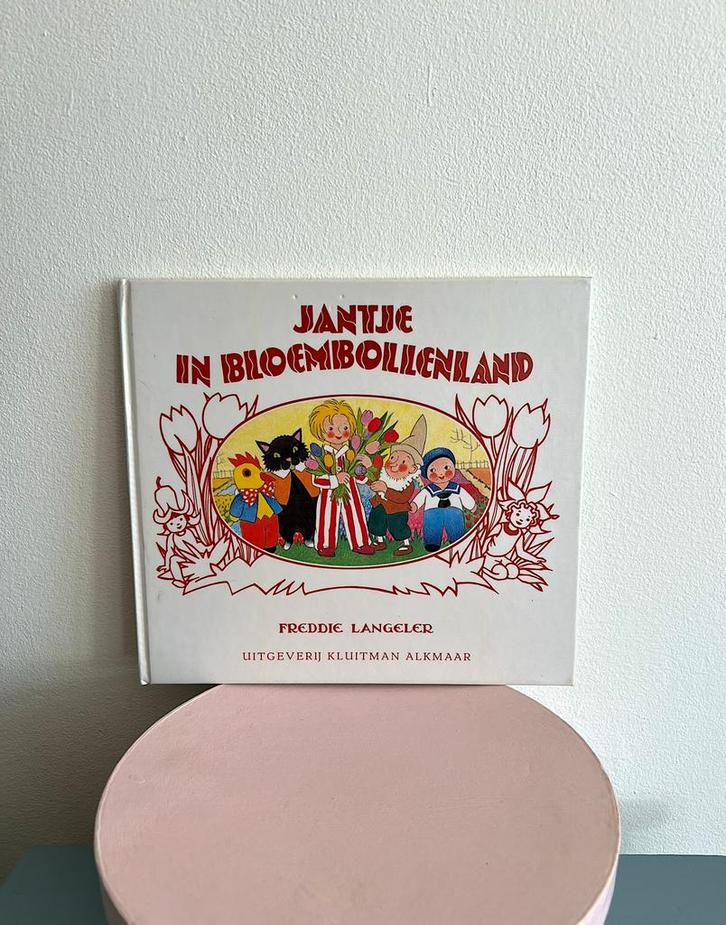 JANTJE
IN BLOEMBOLLENLAND
FREDDIE LANGELER
UITGEVERIJ KLUITMAN ALKMAAR